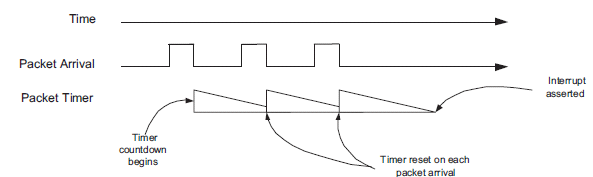 Time
Packet Arrival
Packet Timer
Interrupt
asserted
Timer
countdown
begins
Timer reset on each
packet arrival